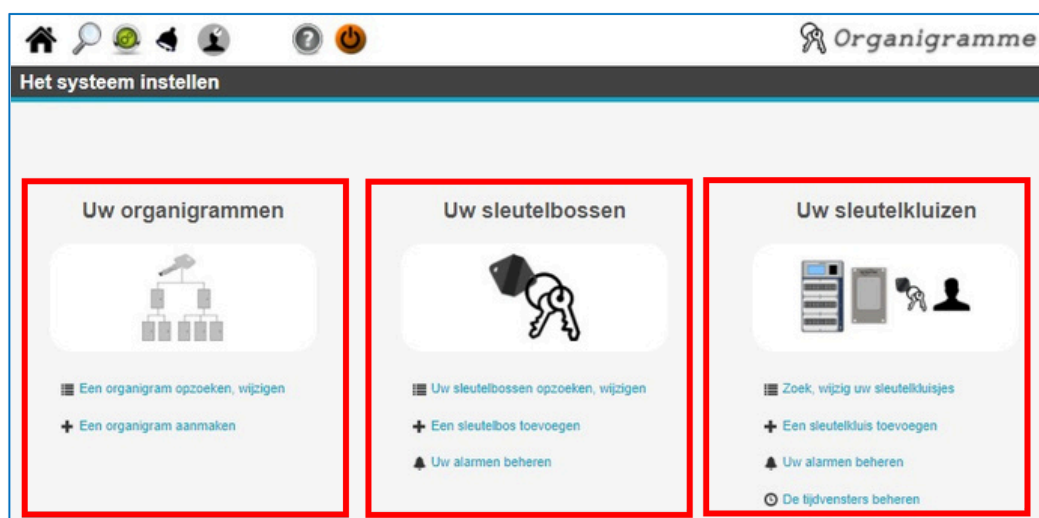 Organigramme
Het systeem instellen
Uw organigrammen
Een organigram opzoeken, wijzigen
Een organigram aanmaken
Uw sleutelbossen
Uw sleutelbossen opzoeken, wijzigen
Een sleutelbos toevoegen
Uw alarmen beheren
Uw sleutelkluizen
Zoek, wijzig uw sleutelkluisjes
Een sleutelkluis toevoegen
Uw alarmen beheren
De tijdvensters beheren